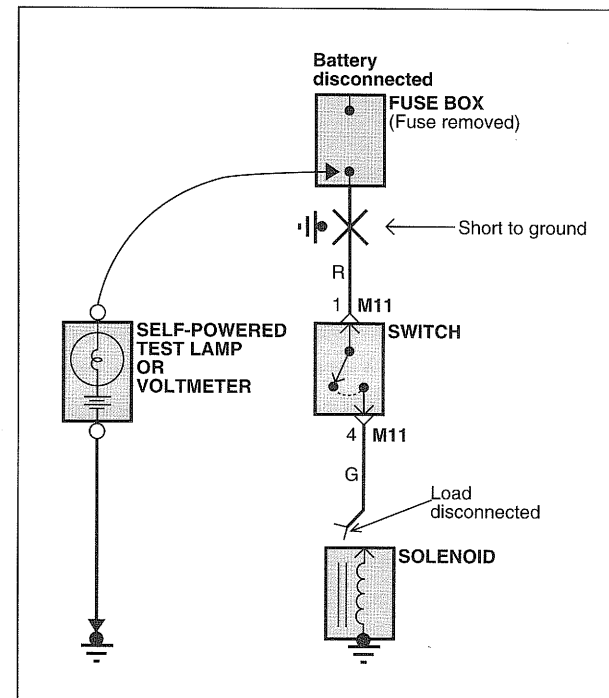 Battery
disconnected
FUSE BOX
(Fuse removed)
Short to ground
R
1 M11
SWITCH
SELF-POWERED
TEST LAMP
OR
VOLTMETER
4 M11
G
Load
disconnected
SOLENOID